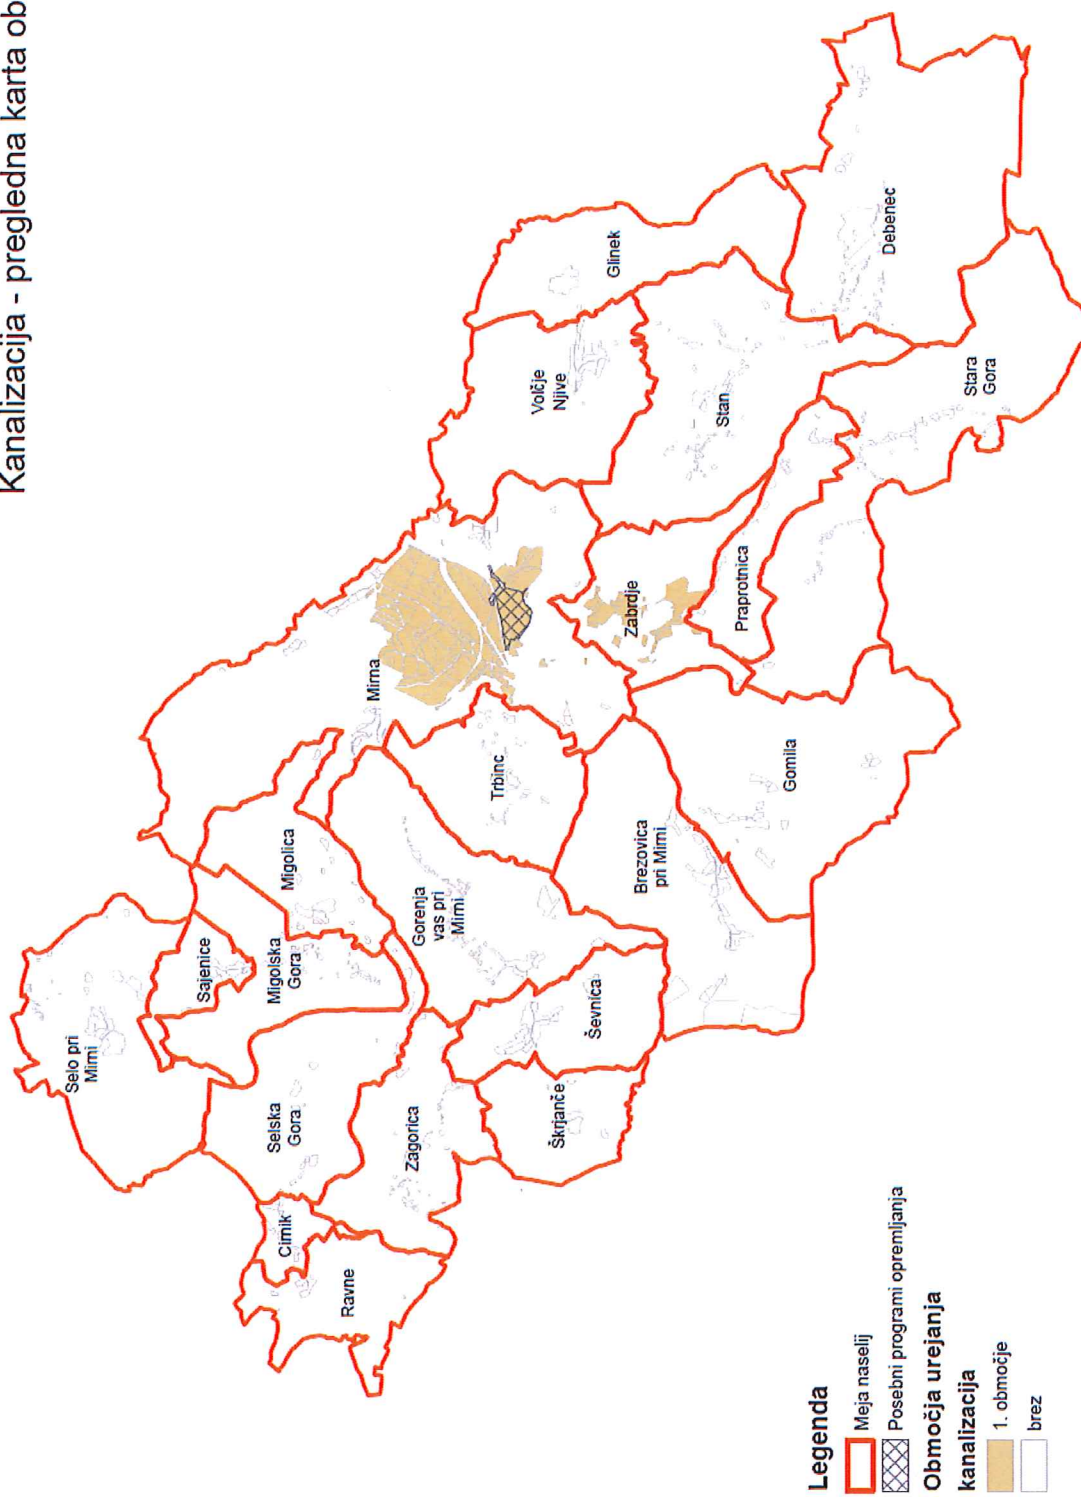 Kanalizacija - pregledna karta ob
Selo pri
Mirni
Sajenice
Migolska
Gora
Migolica
Selska
Gora
Cirnik
Ravne
Zagorica
Gorenja
vas pri
Mirni
Škrjanče
Ševnica
Mirna
Trbinc
Brezovica
pri Mirni
Gomila
Zabrdje
Praprotnica
Volčje
Njive
Glinek
Stan
Debenec
Stara
Gora
Legenda
Meja naselij
Posebni programi opremljanja
Območja urejanja
kanalizacija
1. območje
brez